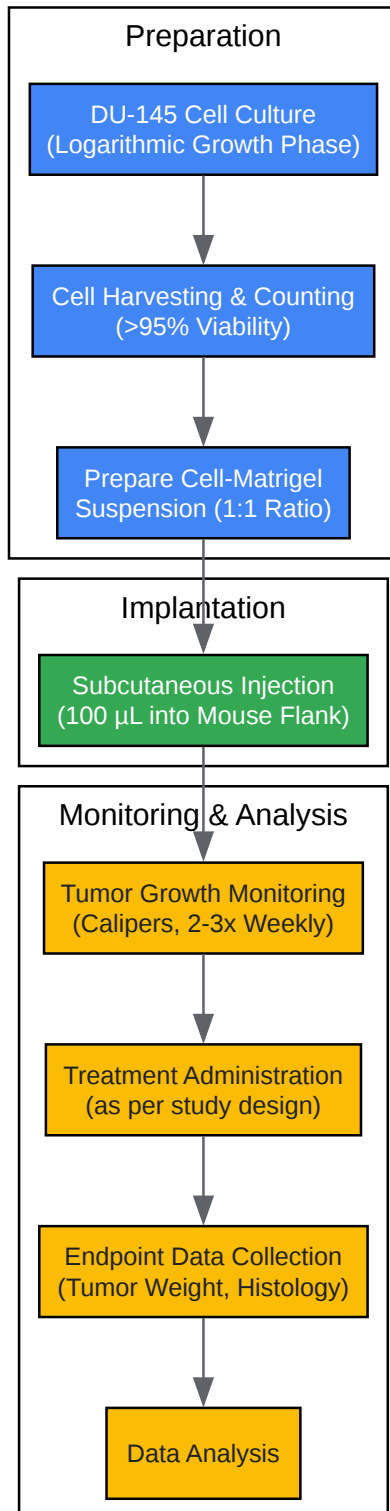 Preparation
DU-145 Cell Culture
(Logarithmic Growth Phase)
Cell Harvesting & Counting
(>95% Viability)
Prepare Cell-Matrigel
Suspension (1:1 Ratio)
Implantation
Subcutaneous Injection
(100 µL into Mouse Flank)
Monitoring & Analysis
Tumor Growth Monitoring
(Calipers, 2-3x Weekly)
Treatment Administration
(as per study design)
Endpoint Data Collection
(Tumor Weight, Histology)
Data Analysis